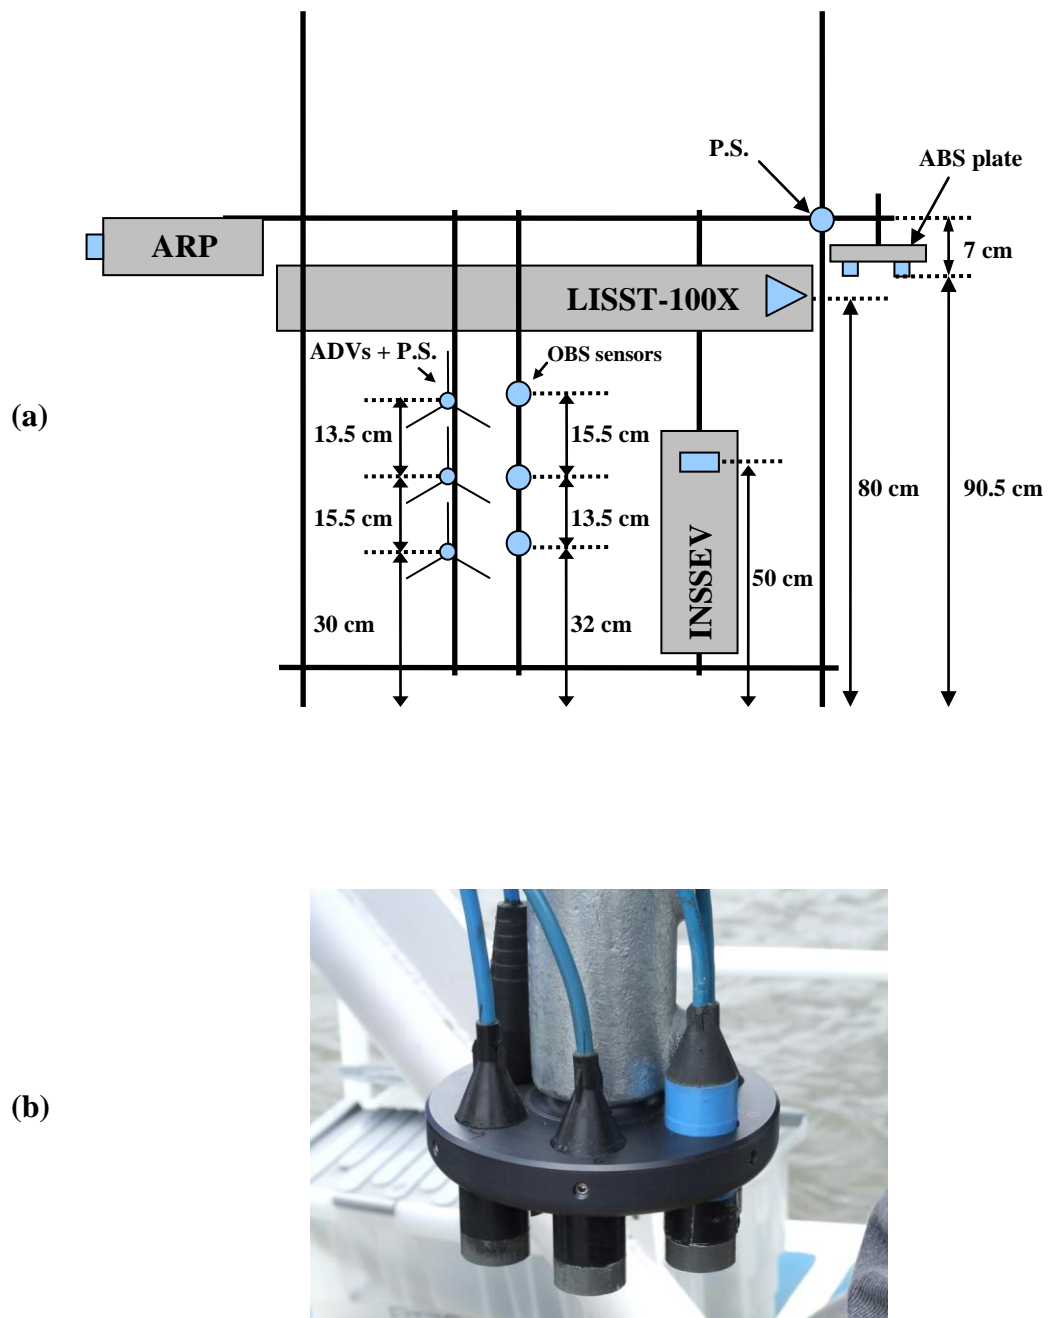 P.S.
ABS plate
ARP
7 cm
LISST-100X
ADVs + P.S.
OBS sensors
(a)
13.5 cm
15.5 cm
80 cm
90.5 cm
15.5 cm
13.5 cm
50 cm
INSSEV
30 cm
32 cm
(b)